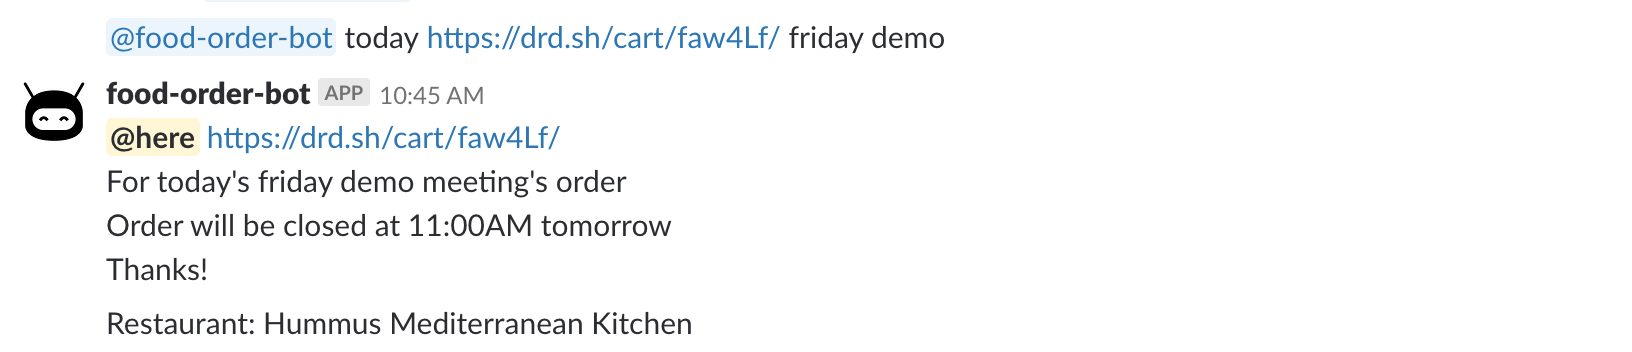 @food-order-bot today https://drd.sh/cart/faw4Lf/ friday demo
food-order-bot APP 10:45 AM
@here https://drd.sh/cart/faw4Lf/
For today's friday demo meeting's order
Order will be closed at 11:00AM tomorrow
Thanks!
Restaurant: Hummus Mediterranean Kitchen